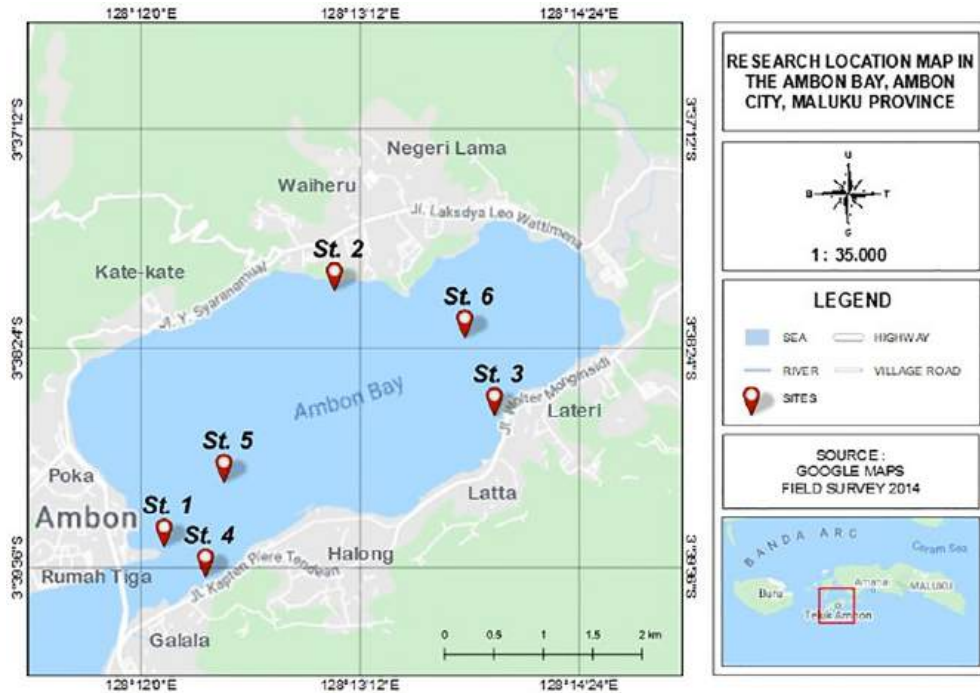 128°12'0"E
128°13'12"E
128°14'24"E
3°37'12"S
3°37'12"S
Negeri Lama
Waiheru
Jl. Laksdya Leo Wattimena
St. 2
Kate-kate
Jl. Y. Syaranamual
St. 6
3°38'24"S
3°38'24"S
St. 3
Jl. Wolter Monginsidi
Ambon Bay
Lateri
St. 5
Poka
Latta
St. 1
Ambon
St. 4
Halong
Jl. Kapten Piere Tendean
3°39'36"S
3°39'36"S
Rumah Tiga
Galala
0 0.5 1 1.5 2 km
128°12'0"E
128°13'12"E
128°14'24"E
RESEARCH LOCATION MAP IN
THE AMBON BAY, AMBON
CITY, MALUKU PROVINCE
U
B T
G
1 : 35.000
LEGEND
SEA HIGHWAY
RIVER VILLAGE ROAD
SITES
SOURCE :
GOOGLE MAPS
FIELD SURVEY 2014
BANDA ARC
Ceram Sea
Buru
MALUKU
Teluk Ambon